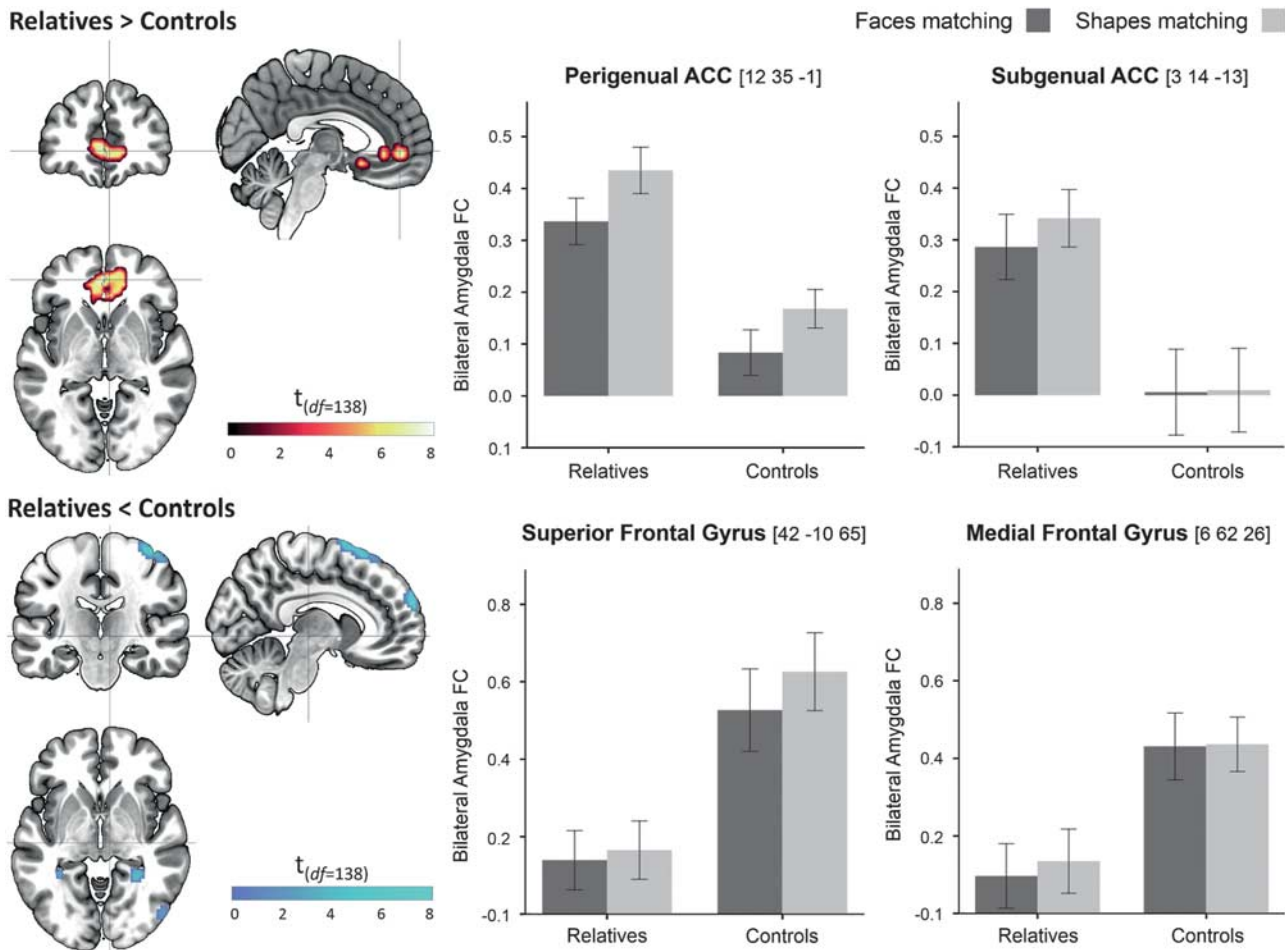 Relatives > Controls
Faces matching Shapes matching
Perigenual ACC [12 35 -1]
Bilateral Amygdala FC
0.5
0.4
0.3
0.2
0.1
0.0
0.1
Relatives Controls
Subgenual ACC [3 14 -13]
Bilateral Amygdala FC
0.5
0.4
0.3
0.2
0.1
0.0
-0.1
Relatives Controls
t(df=138)
0 2 4 6 8
Relatives < Controls
Superior Frontal Gyrus [42 -10 65]
Bilateral Amygdala FC
0.8
0.6
0.4
0.2
-0.1
Relatives Controls
Medial Frontal Gyrus [6 62 26]
Bilateral Amygdala FC
0.8
0.6
0.4
0.2
-0.1
Relatives Controls
t(df=138)
0 2 4 6 8